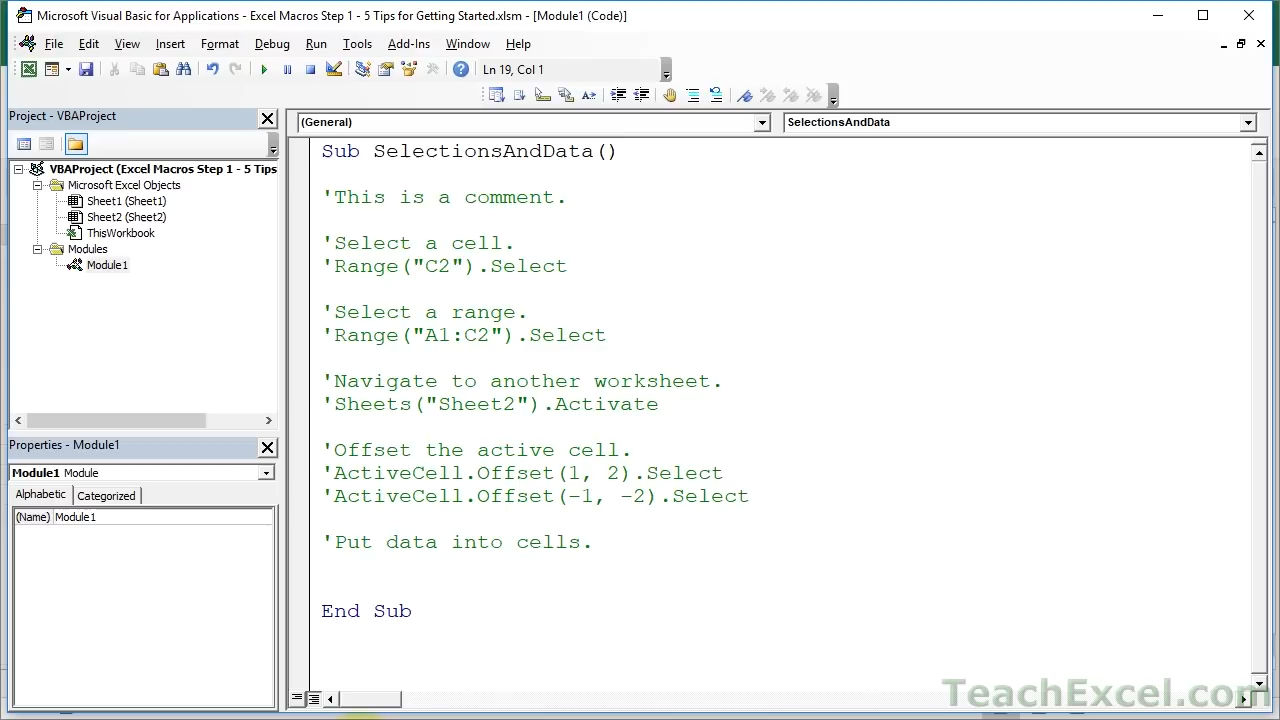 Microsoft Visual Basic for Applications - Excel Macros Step 1 - 5 Tips for Getting Started.xlsm - [Module1 (Code)]
File Edit View Insert Format Debug Run Tools Add-Ins Window Help
Ln 19, Col 1
Project - VBAProject
(General)
SelectionsAndData
VBAProject (Excel Macros Step 1 - 5 Tips
Microsoft Excel Objects
Sheet1 (Sheet1)
Sheet2 (Sheet2)
ThisWorkbook
Modules
Module1
Properties - Module1
Module1 Module
Alphabetic Categorized
(Name) Module1
Sub SelectionsAndData()
'This is a comment.
'Select a cell.
'Range("C2").Select
'Select a range.
'Range("A1:C2").Select
'Navigate to another worksheet.
'Sheets("Sheet2").Activate
'Offset the active cell.
'ActiveCell.Offset(1, 2).Select
'ActiveCell.Offset(-1, -2).Select
'Put data into cells.
End Sub
TeachExcel.com